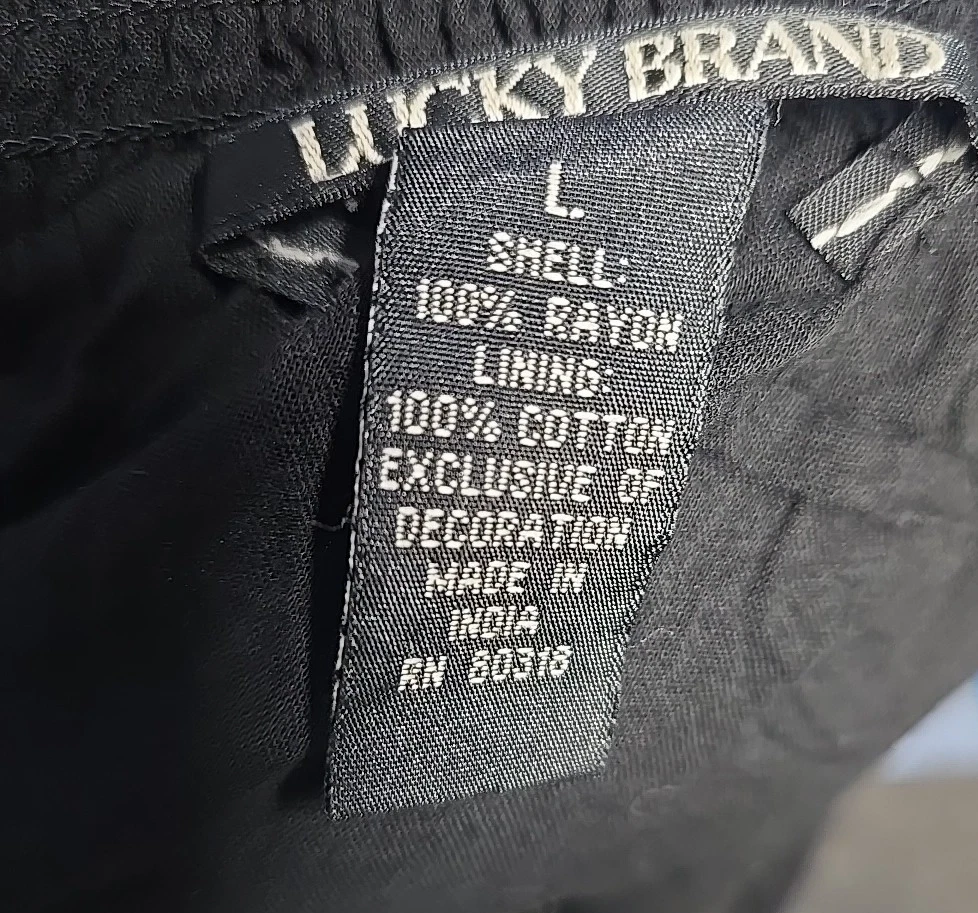 LUCKY BRAND
L
SHELL:
100% RAYON
LINING:
100% COTTON
EXCLUSIVE OF
DECORATION
MADE IN
INDIA
RN 80318